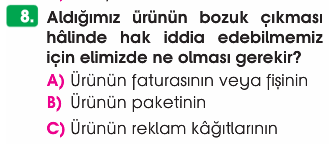 8. Aldığımız ürünün bozuk çıkması
hâlinde hak iddia edebilmemiz
için elimizde ne olması gerekir?
A) Ürünün faturasının veya fişinin
B) Ürünün paketinin
C) Ürünün reklam kâğıtlarının